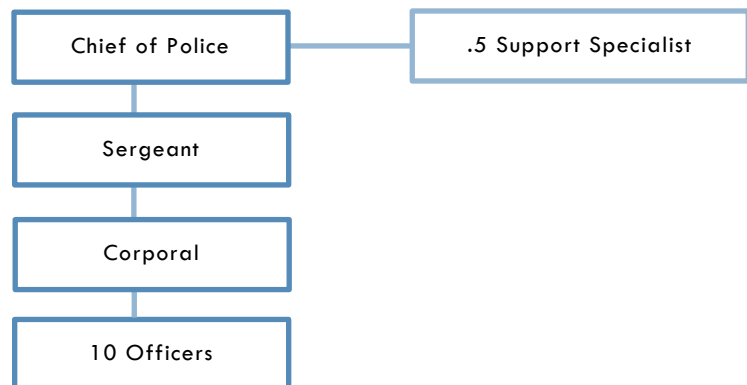 Chief of Police
.5 Support Specialist
Sergeant
Corporal
10 Officers